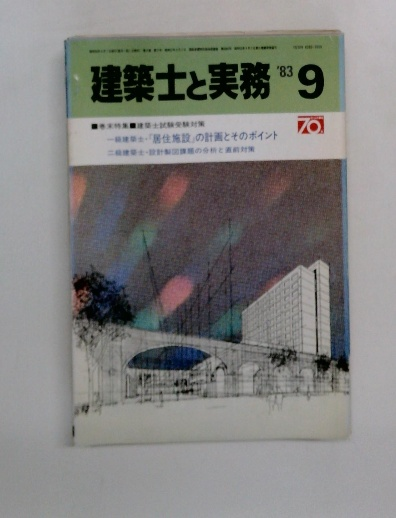 建築士と実務 '83 9
■巻末特集■建築士試験受験対策
一級建築士・「居住施設」の計画とそのポイント
二級建築士・設計製図課題の分析と直前対策
70